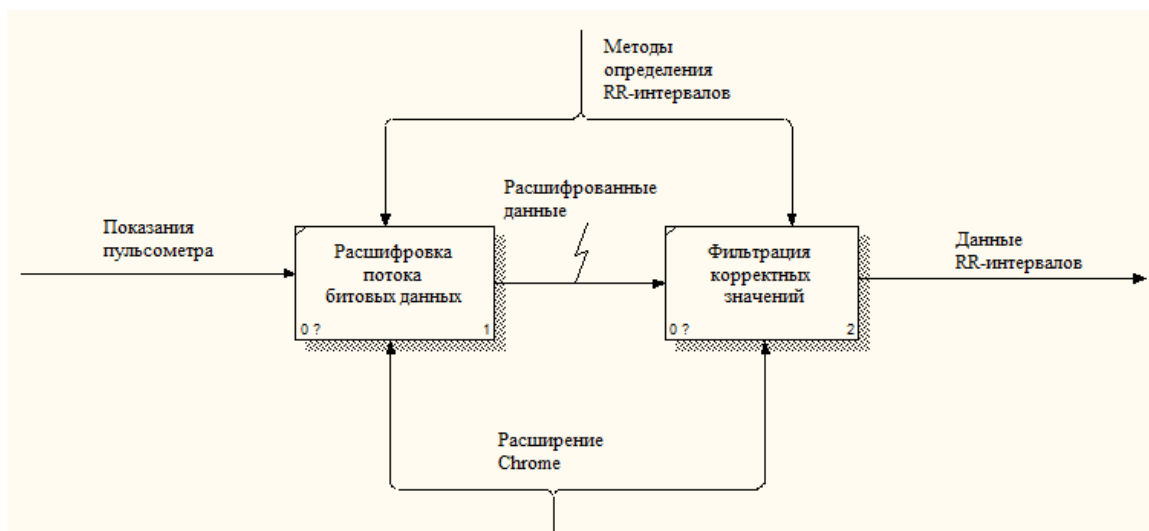 Методы
определения
RR-интервалов
Расшифрованные
данные
Показания
пульсометра
Расшифровка
потока
битовых данных
0 ?
1
Фильтрация
корректных
значений
0 ?
2
Данные
RR-интервалов
Расширение
Chrome